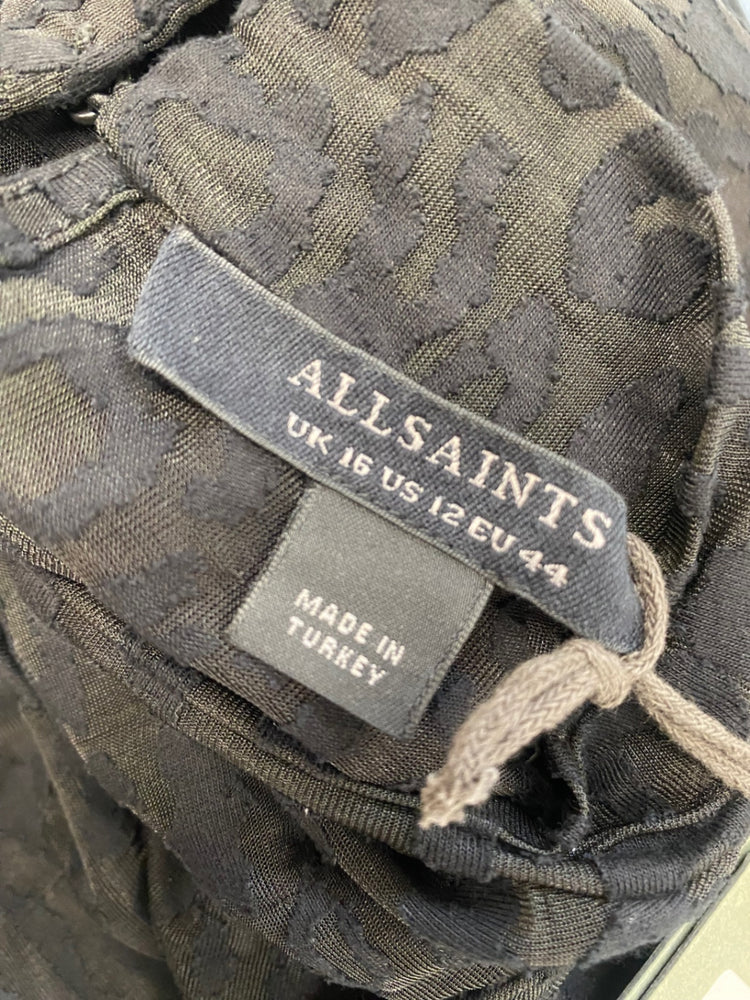 ALLSAINTS
UK 16 US 12 EU 44
MADE IN
TURKEY